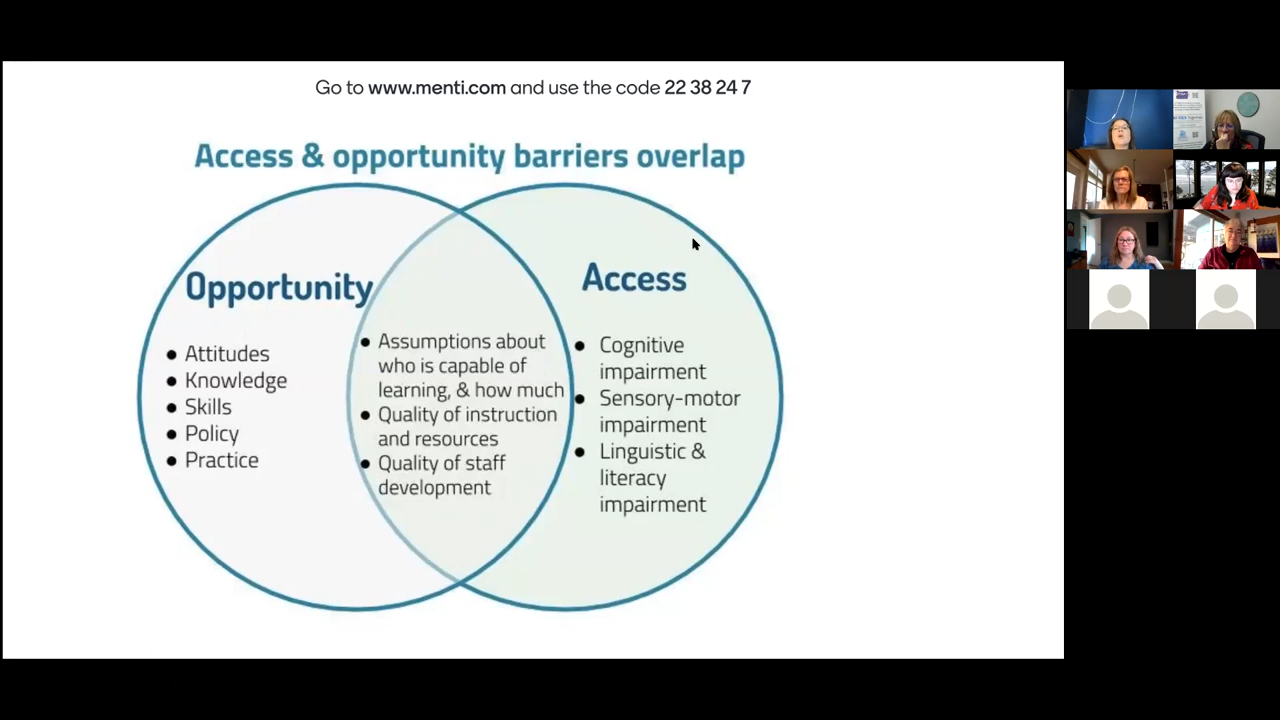 Go to www.menti.com and use the code 22 38 24 7
Access & opportunity barriers overlap
Opportunity
• Attitudes
• Knowledge
• Skills
• Policy
• Practice
• Assumptions about
who is capable of
learning, & how much
• Quality of instruction
and resources
• Quality of staff
development
Access
• Cognitive
impairment
• Sensory-motor
impairment
• Linguistic &
literacy
impairment